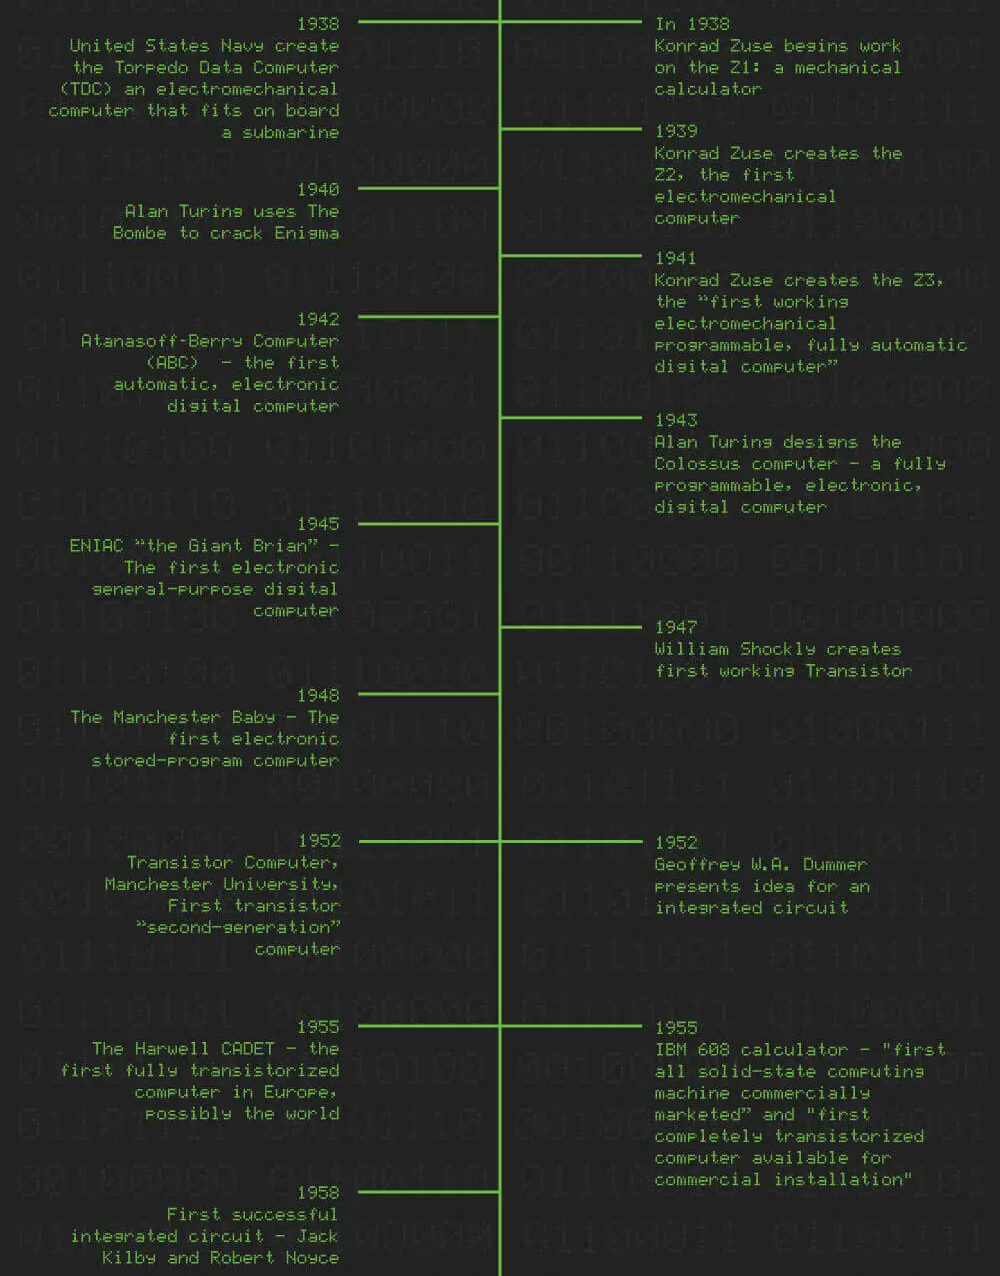 1938
United States Navy create
the Torpedo Data Computer
(TDC) an electromechanical
computer that fits on board
a submarine
In 1938
Konrad Zuse begins work
on the Z1: a mechanical
calculator
1939
Konrad Zuse creates the
Z2, the first
electromechanical
computer
1940
Alan Turing uses The
Bombe to crack Enigma
1941
Konrad Zuse creates the Z3,
the “first working
electromechanical
programmable, fully automatic
digital computer”
1942
Atanasoff-Berry Computer
(ABC) – the first
automatic, electronic
digital computer
1943
Alan Turing designs the
Colossus computer – a fully
programmable, electronic,
digital computer
1945
ENIAC “the Giant Brian” –
The first electronic
general-purpose digital
computer
1947
William Shockly creates
first working Transistor
1948
The Manchester Baby – The
first electronic
stored-program computer
1952
Transistor Computer,
Manchester University,
First transistor
“second-generation”
computer
1952
Geoffrey W.A. Dummer
presents idea for an
integrated circuit
1955
The Harwell CADET – the
first fully transistorized
computer in Europe,
possibly the world
1955
IBM 608 calculator – "first
all solid-state computing
machine commercially
marketed” and "first
completely transistorized
computer available for
commercial installation"
1958
First successful
integrated circuit – Jack
Kilby and Robert Noyce